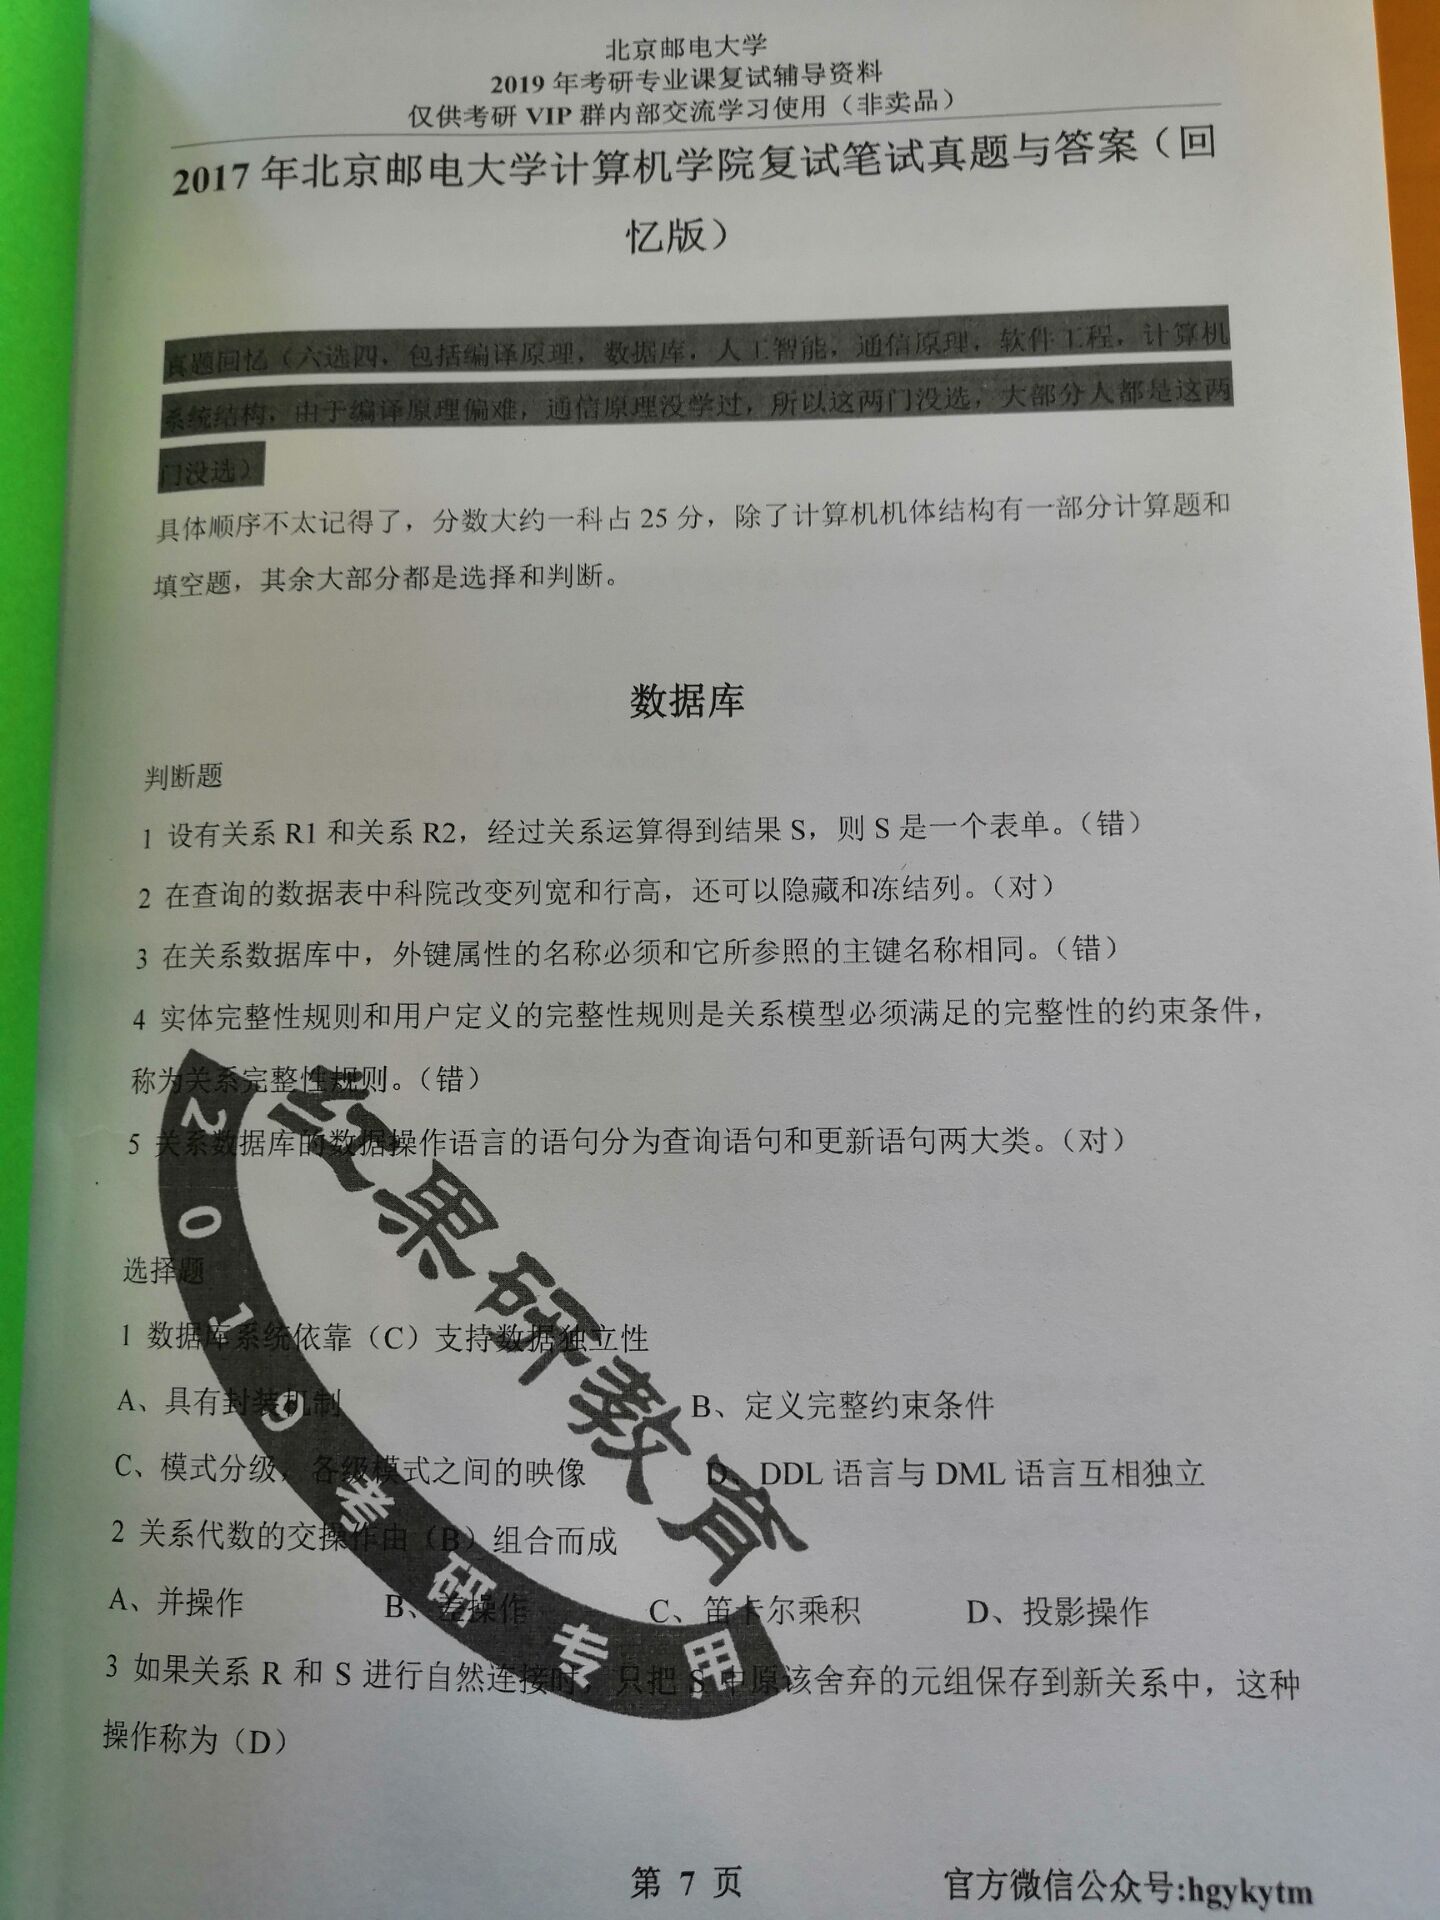 北京邮电大学
2019 年考研专业课复试辅导资料
仅供考研 VIP 群内部交流学习使用（非卖品）
2017 年北京邮电大学计算机学院复试笔试真题与答案（回
忆版）
真题回忆（六选四，包括编译原理，数据库，人工智能，通信原理，软件工程，计算机
系统结构，由于编译原理偏难，通信原理没学过，所以这两门没选，大部分人都是这两
门没选）
具体顺序不太记得了，分数大约一科占 25 分，除了计算机机体结构有一部分计算题和
填空题，其余大部分都是选择和判断。
数据库
判断题
1 设有关系 R1 和关系 R2，经过关系运算得到结果 S，则 S 是一个表单。（错）
2 在查询的数据表中科院改变列宽和行高，还可以隐藏和冻结列。（对）
3 在关系数据库中，外键属性的名称必须和它所参照的主键名称相同。（错）
4 实体完整性规则和用户定义的完整性规则是关系模型必须满足的完整性的约束条件，
称为关系完整性规则。（错）
5 关系数据库的数据操作语言的语句分为查询语句和更新语句两大类。（对）
选择题
1 数据库系统依靠（C）支持数据独立性
A、具有封装机制 B、定义完整约束条件
C、模式分级，各级模式之间的映像 D、DDL 语言与 DML 语言互相独立
2 关系代数的交操作由（B）组合而成
A、并操作 B、差操作 C、笛卡尔乘积 D、投影操作
3 如果关系 R 和 S 进行自然连接时，只把 S 中原该舍弃的元组保存到新关系中，这种
操作称为（D）
红果研教育
2019考研专用
第 7 页
官方微信公众号:hgykytm